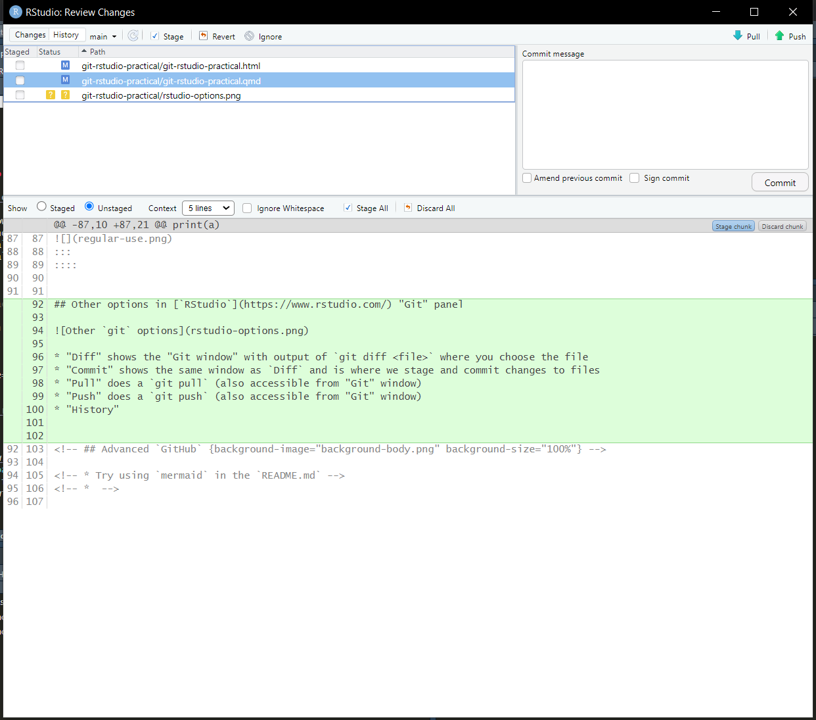 RStudio: Review Changes
Changes History main Stage Revert Ignore Pull Push
Staged Status Path
M git-rstudio-practical/git-rstudio-practical.html
M git-rstudio-practical/git-rstudio-practical.qmd
? ? git-rstudio-practical/rstudio-options.png
Commit message
Amend previous commit Sign commit Commit
Show Staged Unstaged Context 5 lines Ignore Whitespace Stage All Discard All
@@ -87,10 +87,21 @@ print(a) Stage chunk Discard chunk
87 87 ![](regular-use.png)
88 88 :::
89 89 ::::
90 90
91 91
92 ## Other options in [`RStudio`](https://www.rstudio.com/) "Git" panel
93
94 ![Other `git` options](rstudio-options.png)
95
96 * "Diff" shows the "Git window" with output of `git diff <file>` where you choose the file
97 * "Commit" shows the same window as `Diff` and is where we stage and commit changes to files
98 * "Pull" does a `git pull` (also accessible from "Git" window)
99 * "Push" does a `git push` (also accessible from "Git" window)
100 * "History"
101
102
92 103 <!-- ## Advanced `GitHub` {background-image="background-body.png" background-size="100%"} -->
93 104
94 105 <!-- * Try using `mermaid` in the `README.md` -->
95 106 <!-- * -->
96 107